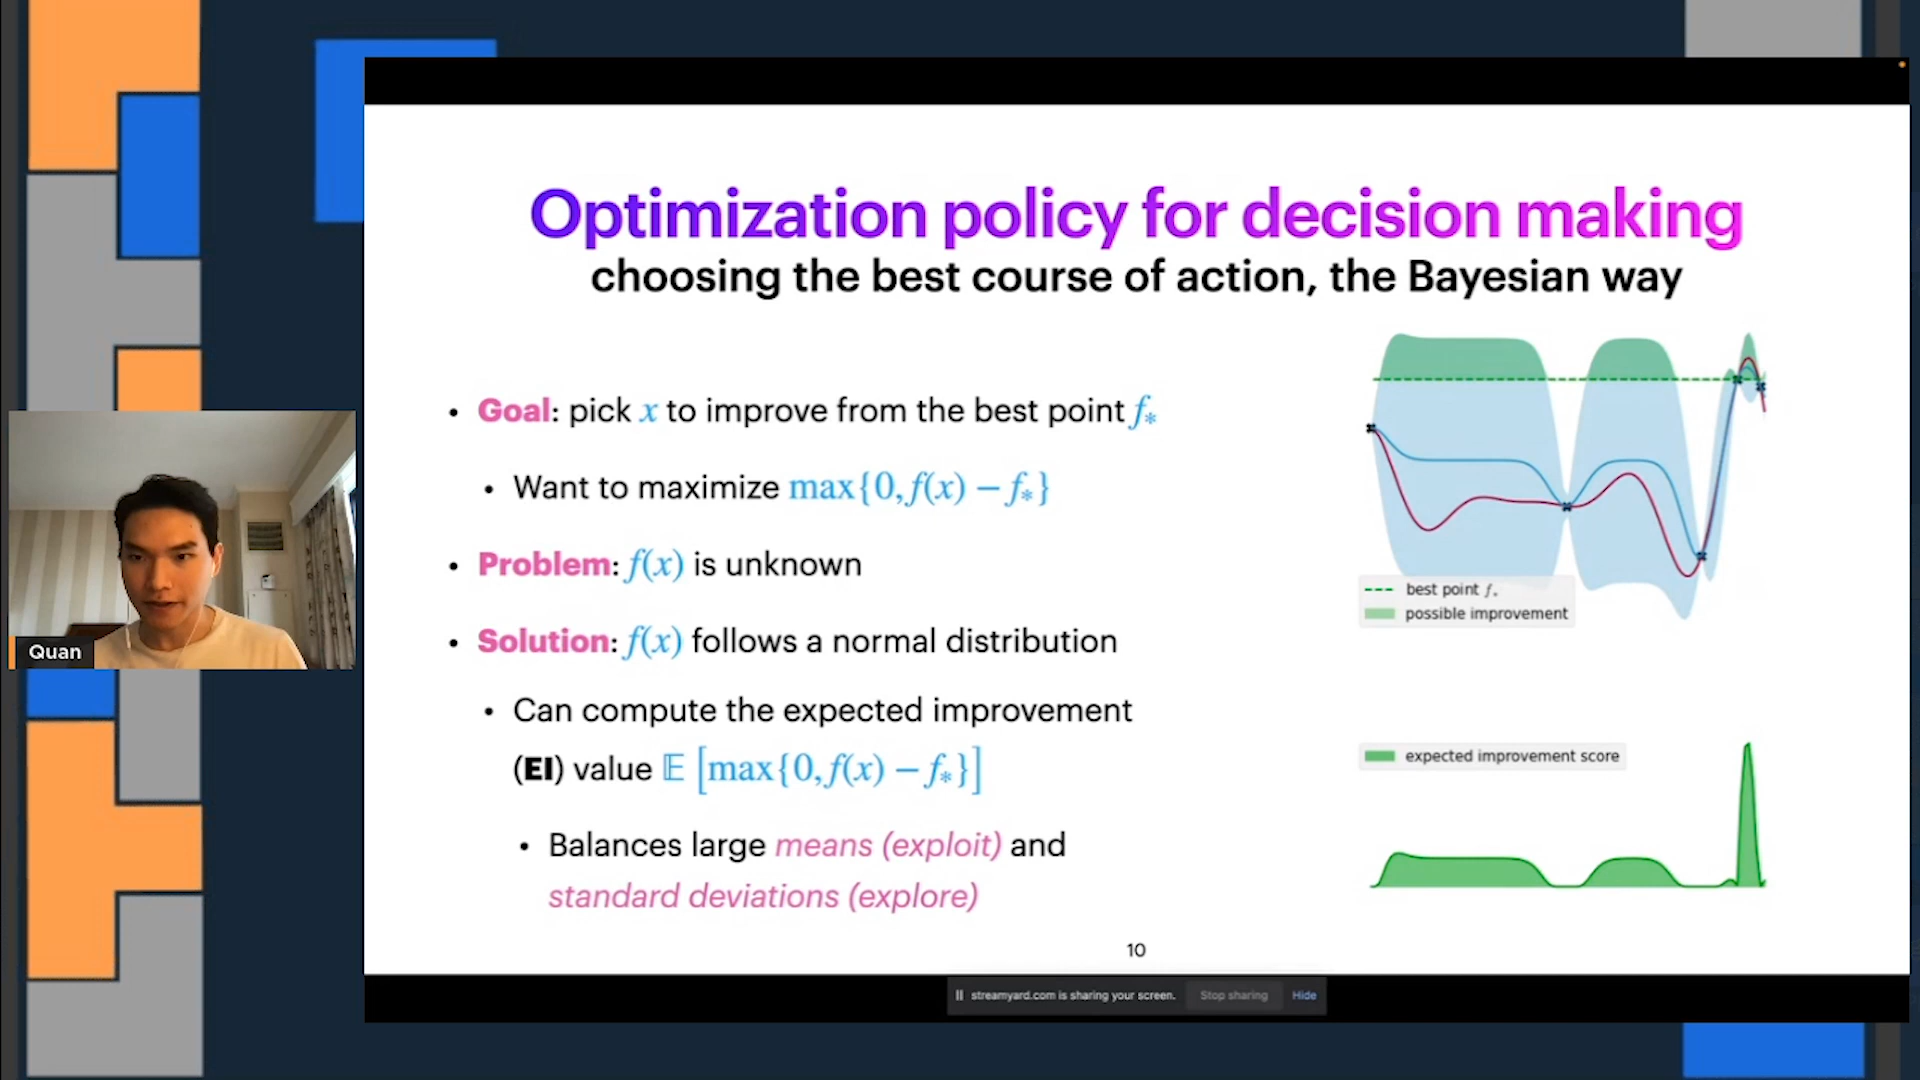 Optimization policy for decision making
choosing the best course of action, the Bayesian way
• Goal: pick x to improve from the best point f*
• Want to maximize max{0, f(x) − f*}
• Problem: f(x) is unknown
• Solution: f(x) follows a normal distribution
• Can compute the expected improvement
(EI) value 𝔼 [max{0, f(x) − f*}]
• Balances large means (exploit) and
standard deviations (explore)
best point f*
possible improvement
expected improvement score
10
Quan
streamyard.com is sharing your screen. Stop sharing Hide